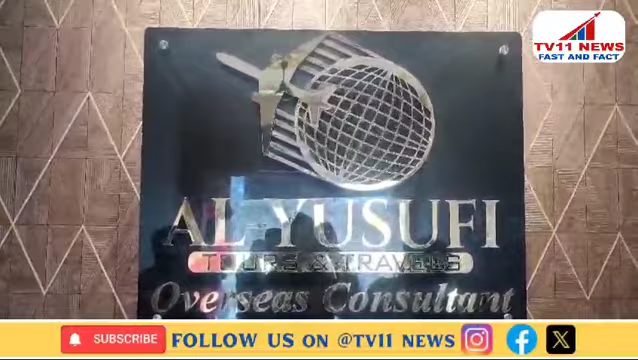 TV11 NEWS
FAST AND FACT
AL-YUSUFI
TOURS & TRAVELS
Overseas Consultant
SUBSCRIBE FOLLOW US ON @TV11 NEWS